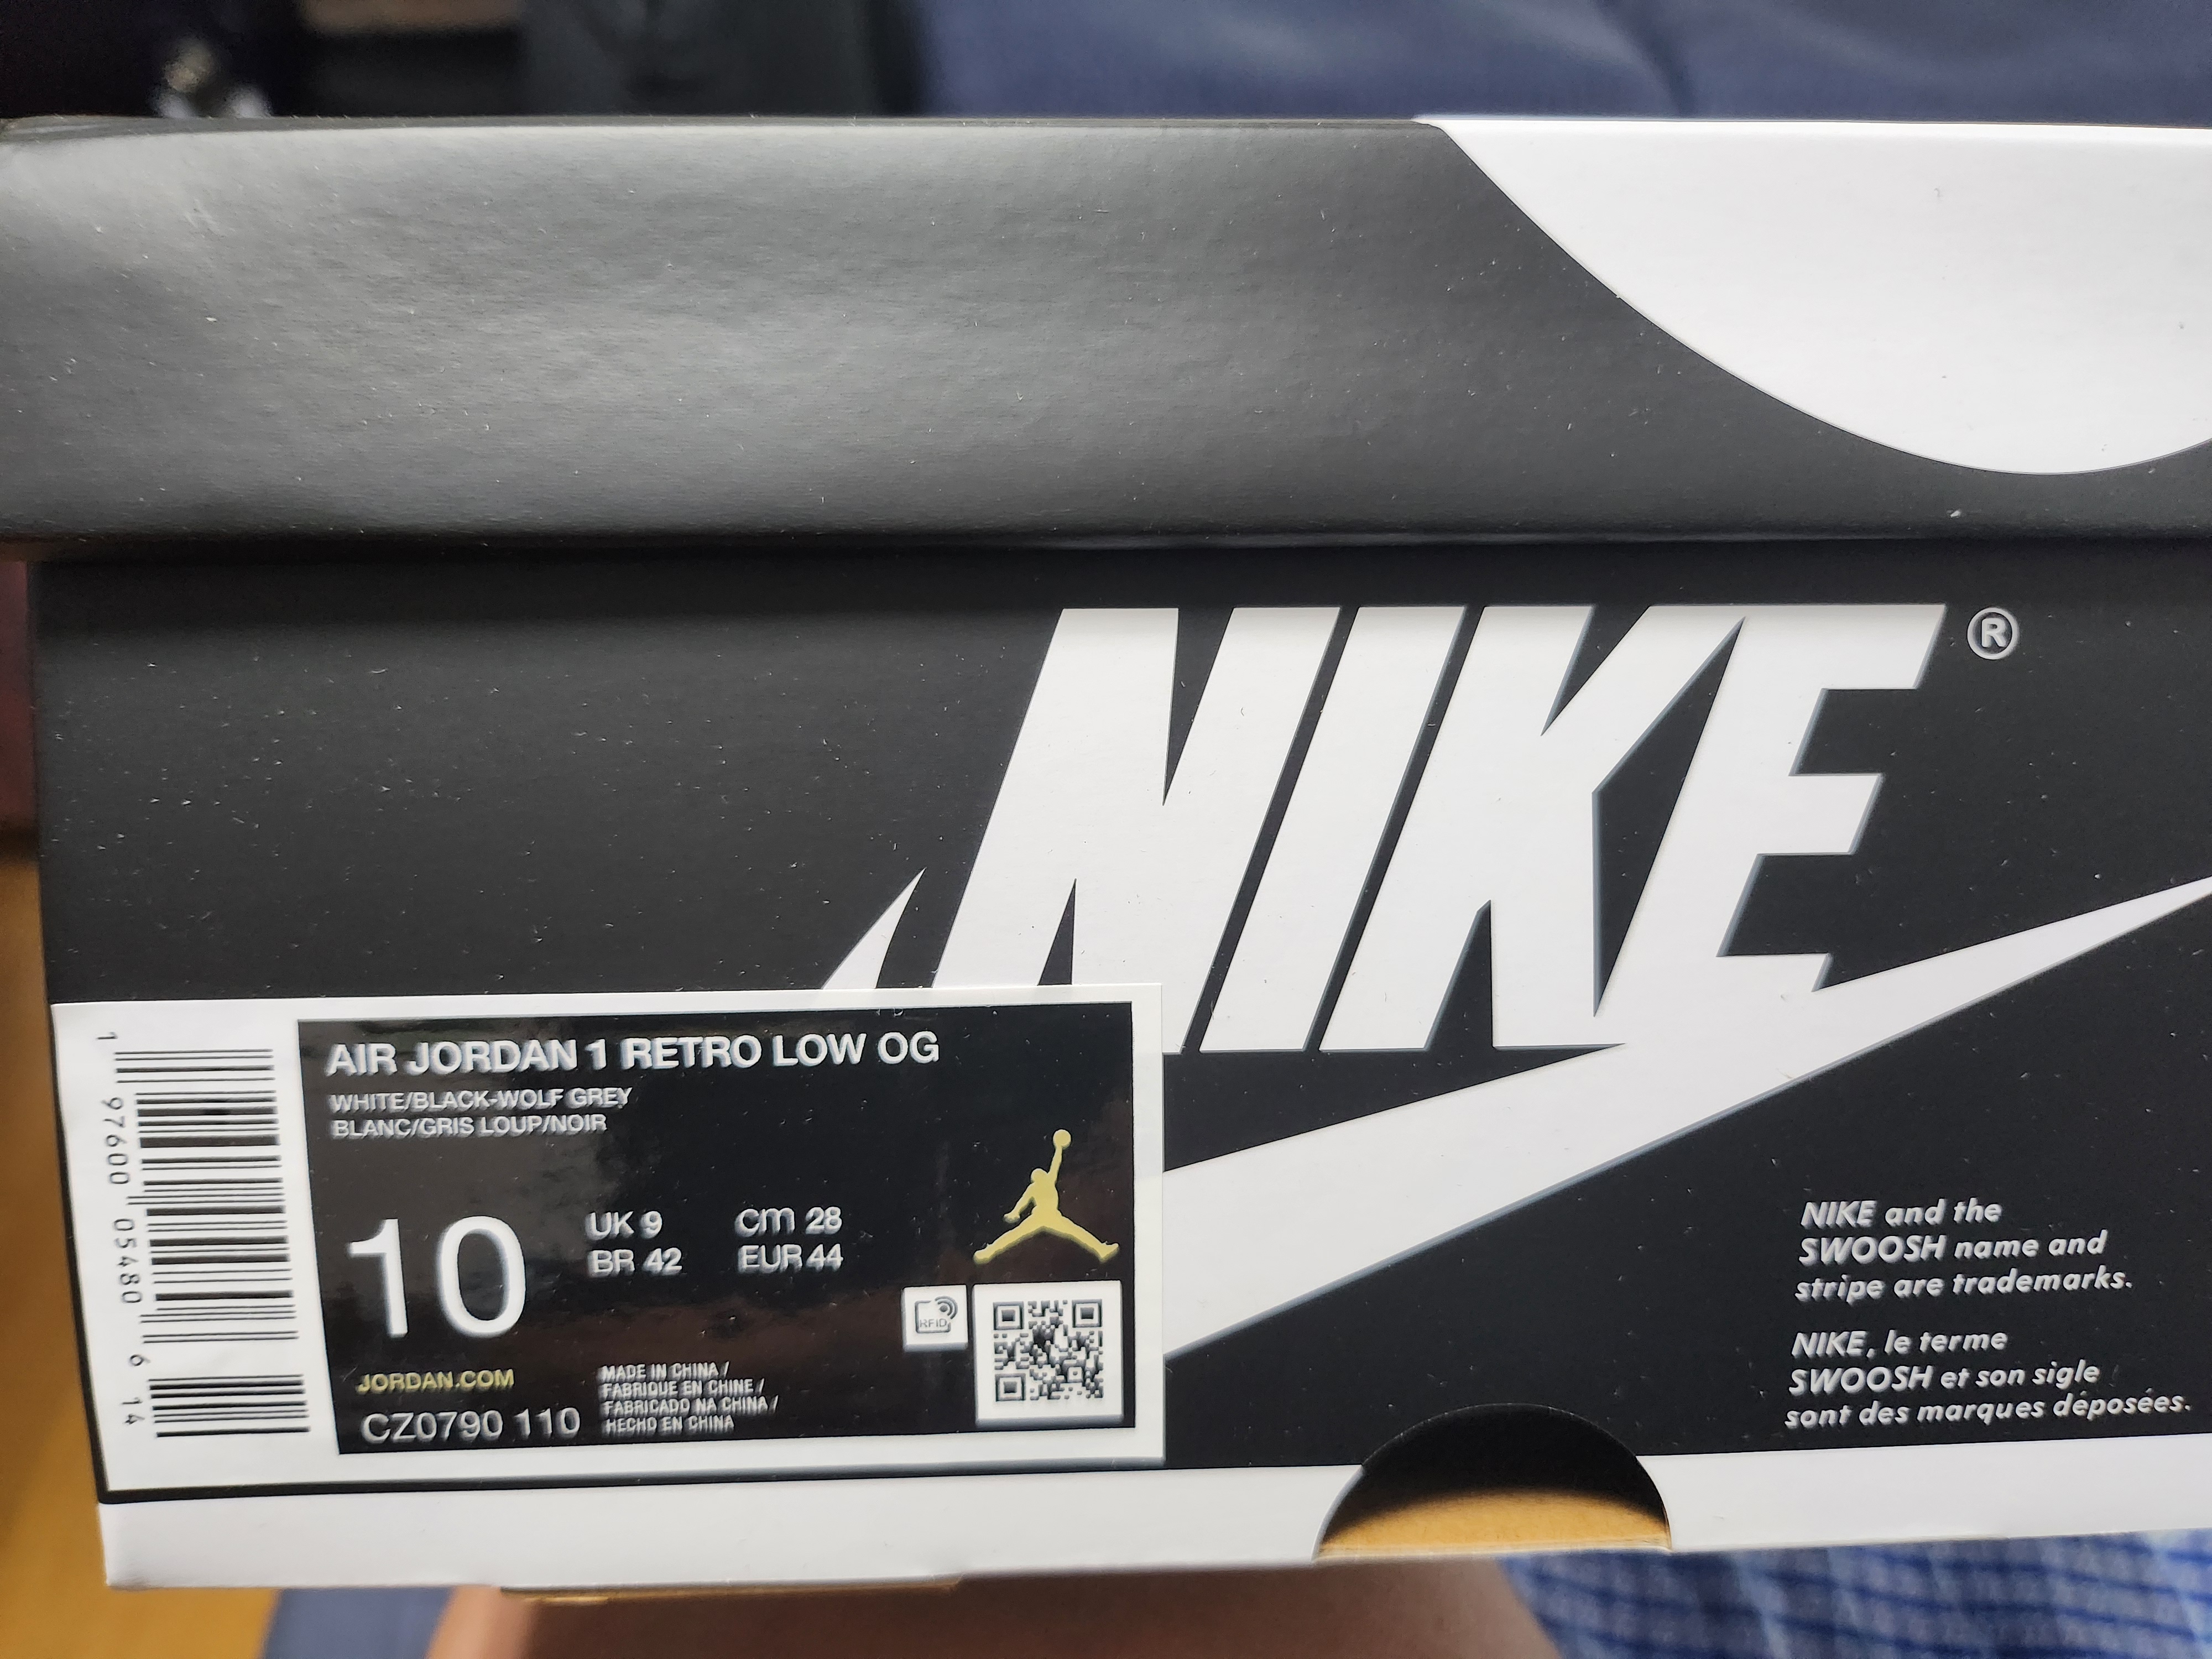 NIKE®
AIR JORDAN 1 RETRO LOW OG
WHITE/BLACK-WOLF GREY
BLANC/GRIS LOUP/NOIR
10
UK 9 cm 28
BR 42 EUR 44
RFID
JORDAN.COM
CZ0790 110
MADE IN CHINA /
FABRIQUE EN CHINE /
FABRICADO NA CHINA /
HECHO EN CHINA
1 97600 05480 6 14
NIKE and the
SWOOSH name and
stripe are trademarks.
NIKE, le terme
SWOOSH et son sigle
sont des marques déposées.